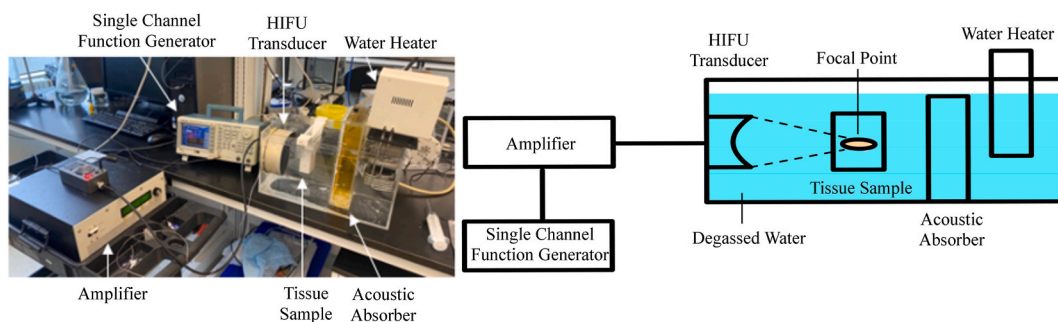 Single Channel
Function Generator
HIFU
Transducer
Water Heater
Amplifier
Tissue
Sample
Acoustic
Absorber
HIFU
Transducer
Focal Point
Water Heater
Amplifier
Tissue Sample
Single Channel
Function Generator
Degassed Water
Acoustic
Absorber